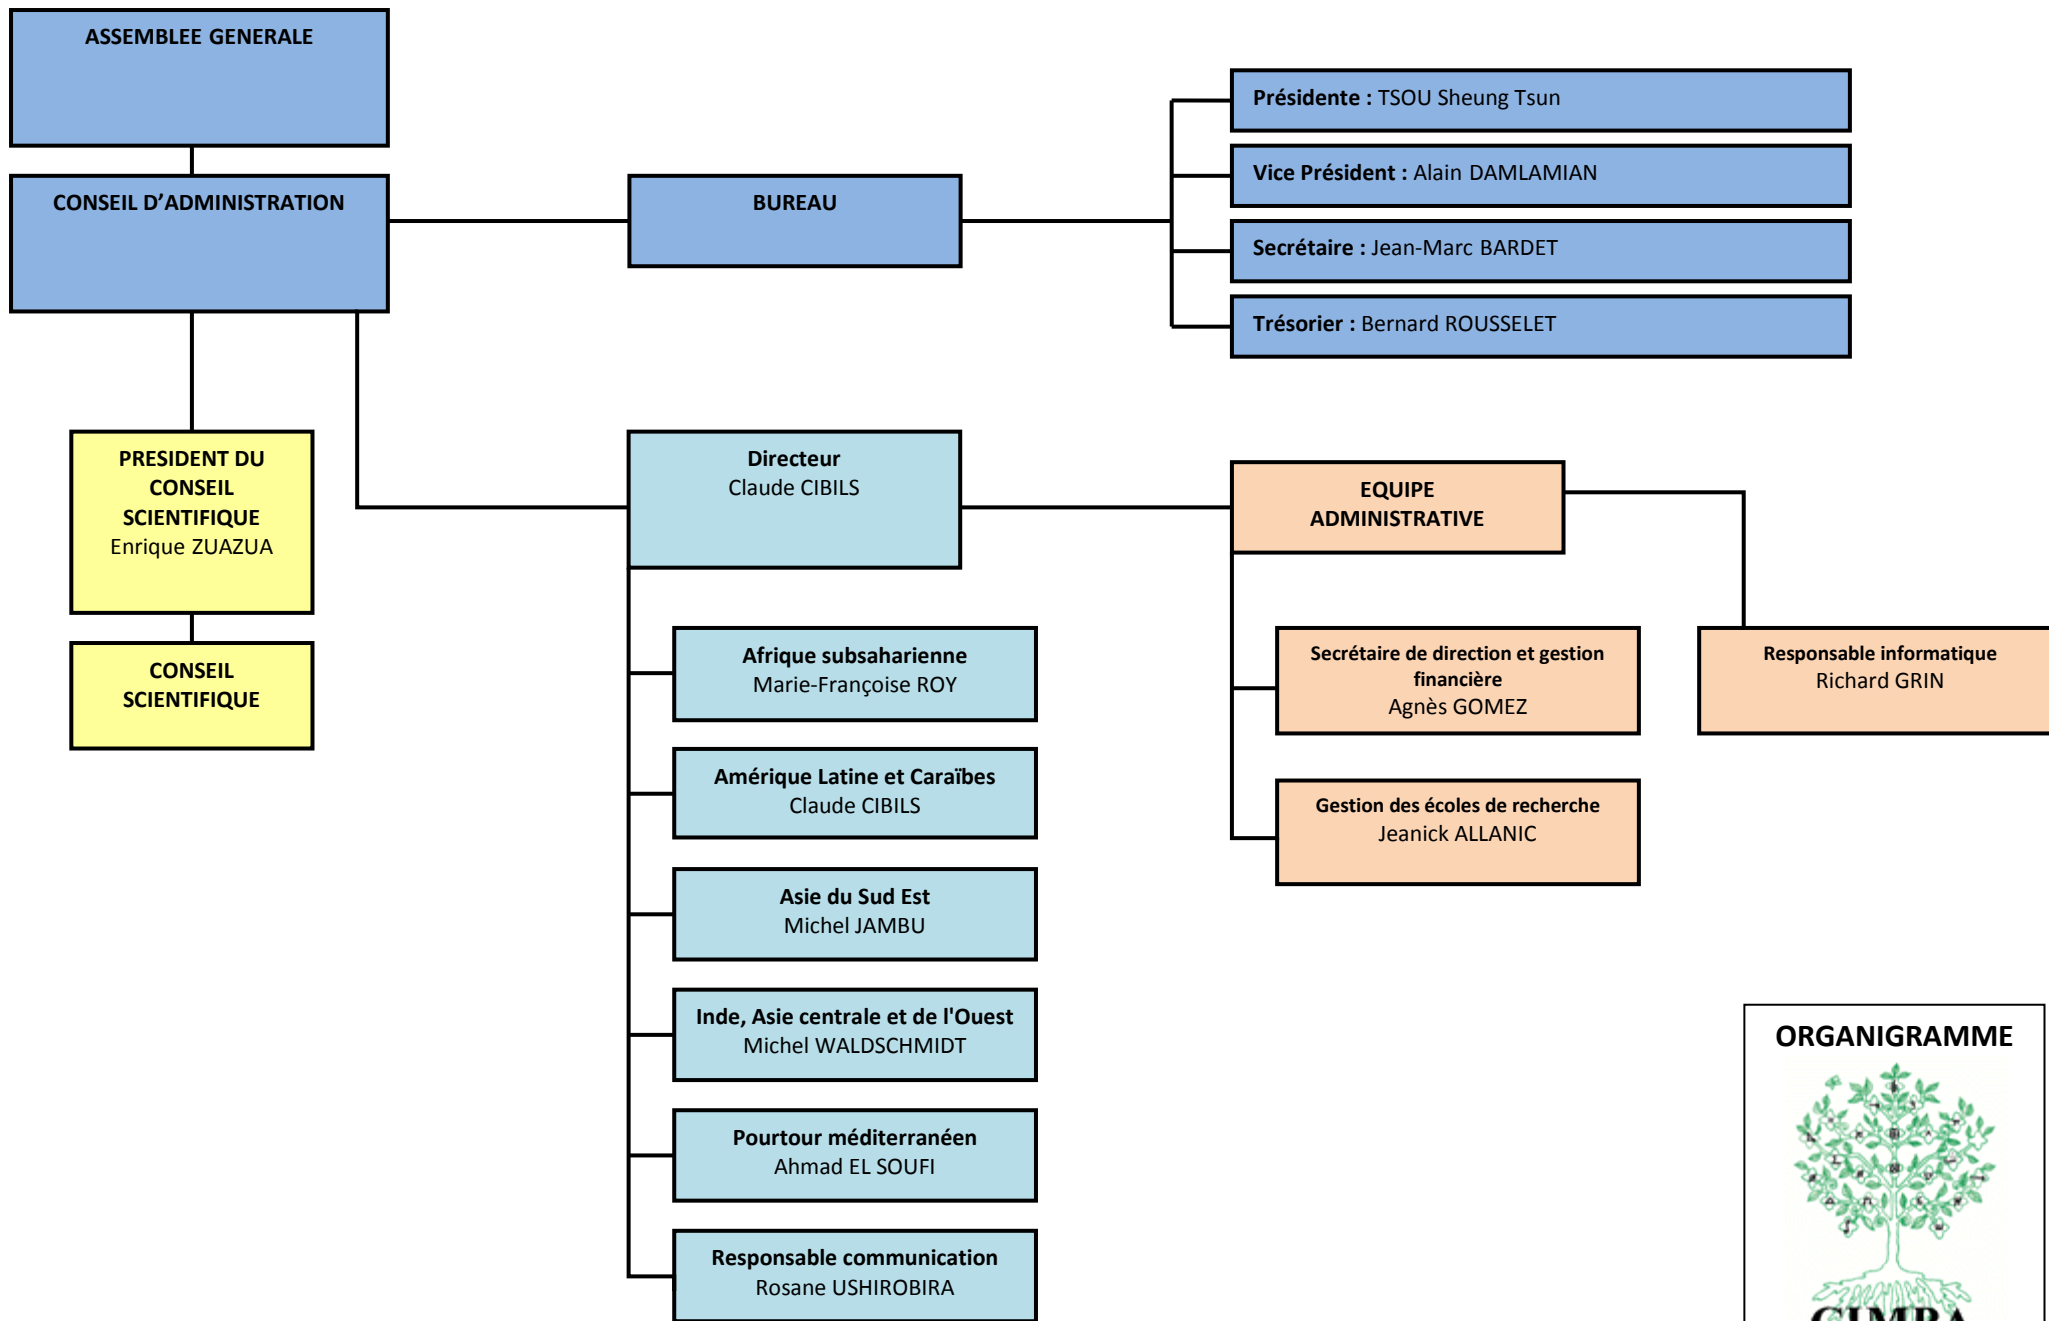 ASSEMBLEE GENERALE
CONSEIL D’ADMINISTRATION
BUREAU
Présidente : TSOU Sheung Tsun
Vice Président : Alain DAMLAMIAN
Secrétaire : Jean-Marc BARDET
Trésorier : Bernard ROUSSELET
PRESIDENT DU
CONSEIL
SCIENTIFIQUE
Enrique ZUAZUA
CONSEIL
SCIENTIFIQUE
Directeur
Claude CIBILS
Afrique subsaharienne
Marie-Françoise ROY
Amérique Latine et Caraïbes
Claude CIBILS
Asie du Sud Est
Michel JAMBU
Inde, Asie centrale et de l'Ouest
Michel WALDSCHMIDT
Pourtour méditerranéen
Ahmad EL SOUFI
Responsable communication
Rosane USHIROBIRA
EQUIPE
ADMINISTRATIVE
Secrétaire de direction et gestion
financière
Agnès GOMEZ
Gestion des écoles de recherche
Jeanick ALLANIC
Responsable informatique
Richard GRIN
ORGANIGRAMME
CIMPA